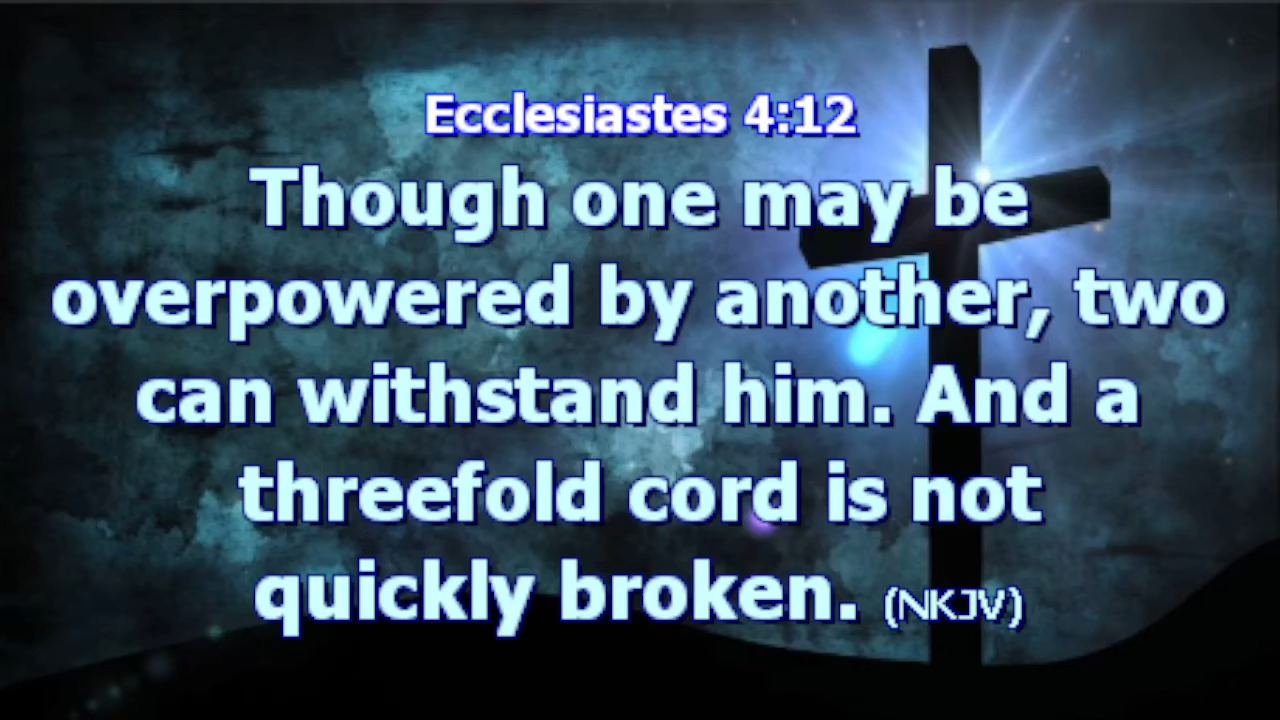 Ecclesiastes 4:12
Though one may be
overpowered by another, two
can withstand him. And a
threefold cord is not
quickly broken. (NKJV)